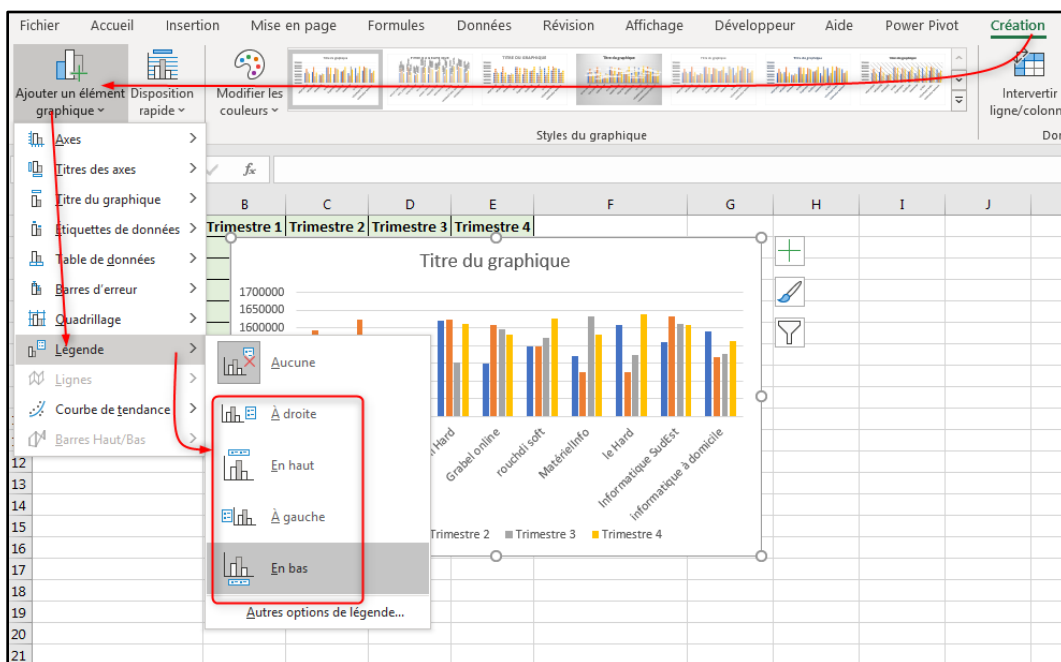 Fichier Accueil Insertion Mise en page Formules Données Révision Affichage Développeur Aide Power Pivot Création
Ajouter un élément graphique Disposition rapide Modifier les couleurs Intervertir ligne/colonn
Styles du graphique Do
Axes
Titres des axes
Titre du graphique
Étiquettes de données
Table de données
Barres d'erreur
Quadrillage
Légende
Lignes
Courbe de tendance
Barres Haut/Bas
Aucune
À droite
En haut
À gauche
En bas
Autres options de légende...
fx
B C D E F G H I J
Trimestre 1 Trimestre 2 Trimestre 3 Trimestre 4
Titre du graphique
1700000
1650000
1600000
Hard
Grabel online
rouchdi soft
MatérielInfo
le Hard
Informatique SudEst
informatique à domicile
Trimestre 2 Trimestre 3 Trimestre 4
12
13
14
15
16
17
18
19
20
21